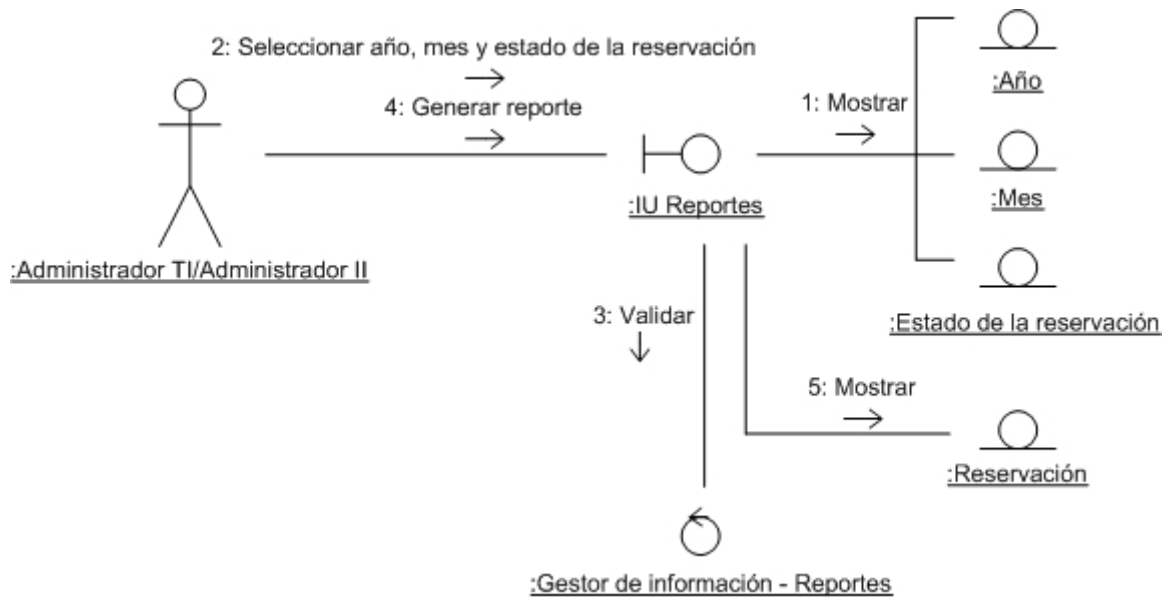 2: Seleccionar año, mes y estado de la reservación
:Año
4: Generar reporte
1: Mostrar
:IU Reportes
:Mes
:Administrador TI/Administrador II
3: Validar
:Estado de la reservación
5: Mostrar
:Reservación
:Gestor de información - Reportes